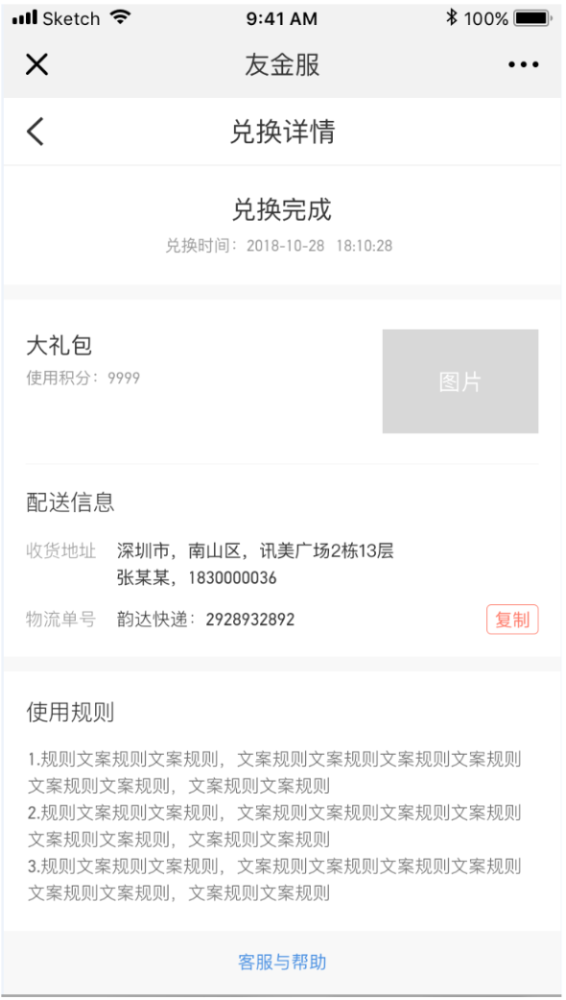 Sketch 9:41 AM 100%
友金服
兑换详情
兑换完成
兑换时间：2018-10-28 18:10:28
大礼包
使用积分：9999
图片
配送信息
收货地址 深圳市，南山区，讯美广场2栋13层
张某某，1830000036
物流单号 韵达快递：2928932892 复制
使用规则
1.规则文案规则文案规则，文案规则文案规则文案规则文案规则
文案规则文案规则，文案规则文案规则
2.规则文案规则文案规则，文案规则文案规则文案规则文案规则
文案规则文案规则，文案规则文案规则
3.规则文案规则文案规则，文案规则文案规则文案规则文案规则
文案规则文案规则，文案规则文案规则
客服与帮助